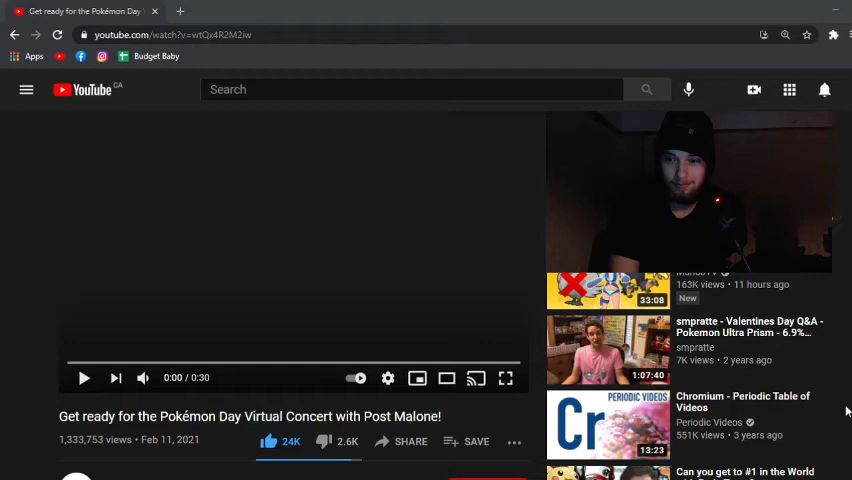 Get ready for the Pokémon Day V
youtube.com/watch?v=wtQx4R2M2iw
Apps
Budget Baby
YouTube CA
Search
163K views • 11 hours ago
New
33:08
smpratte - Valentines Day Q&A -
Pokemon Ultra Prism - 6.9%...
smpratte
7K views • 2 years ago
1:07:40
0:00 / 0:30
Chromium - Periodic Table of
Videos
Periodic Videos
551K views • 3 years ago
PERIODIC VIDEOS
Cr
13:23
Get ready for the Pokémon Day Virtual Concert with Post Malone!
1,333,753 views • Feb 11, 2021
24K
2.6K
SHARE
SAVE
Can you get to #1 in the World